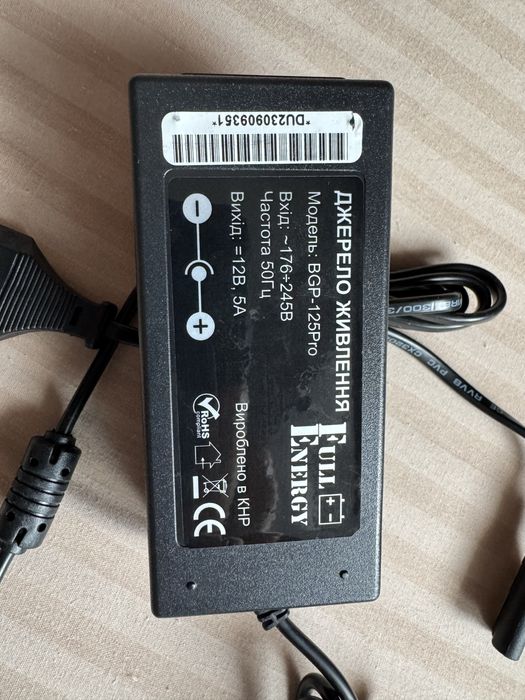 *DU230909351*
ДЖЕРЕЛО ЖИВЛЕННЯ
Модель: BGP-125Pro
Вхід: ~176÷245В
Частота 50Гц
Вихід: =12В, 5А
FULL
ENERGY
Вироблено в КНР
RoHS
compliant
CE